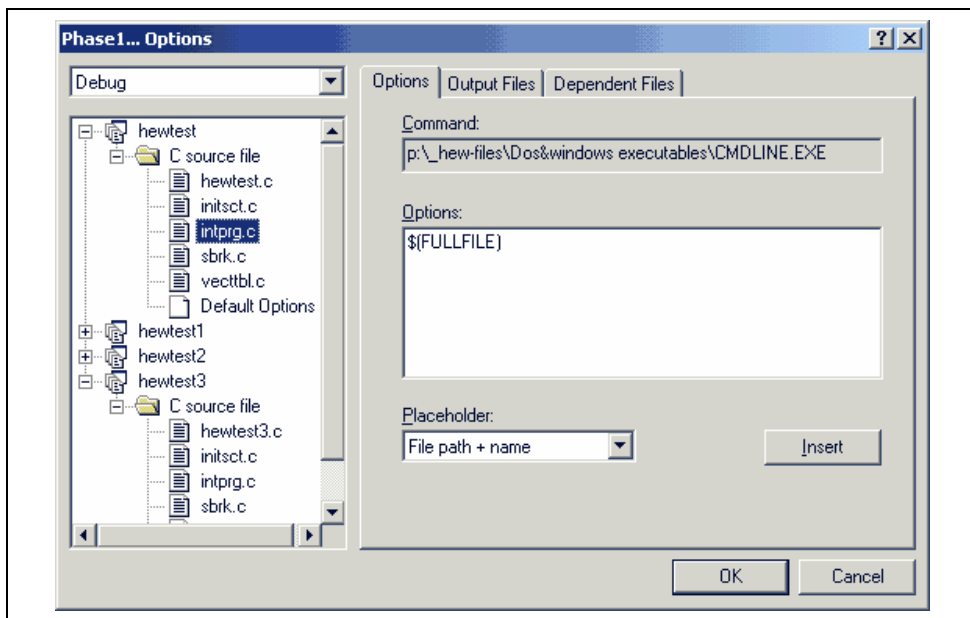 Phase1... Options
Debug
hewtest
C source file
hewtest.c
initsct.c
intprg.c
sbrk.c
vecttbl.c
Default Options
hewtest1
hewtest2
hewtest3
C source file
hewtest3.c
initsct.c
intprg.c
sbrk.c
Options Output Files Dependent Files
Command:
p:\_hew-files\Dos&windows executables\CMDLINE.EXE
Options:
$(FULLFILE)
Placeholder:
File path + name
Insert
OK Cancel